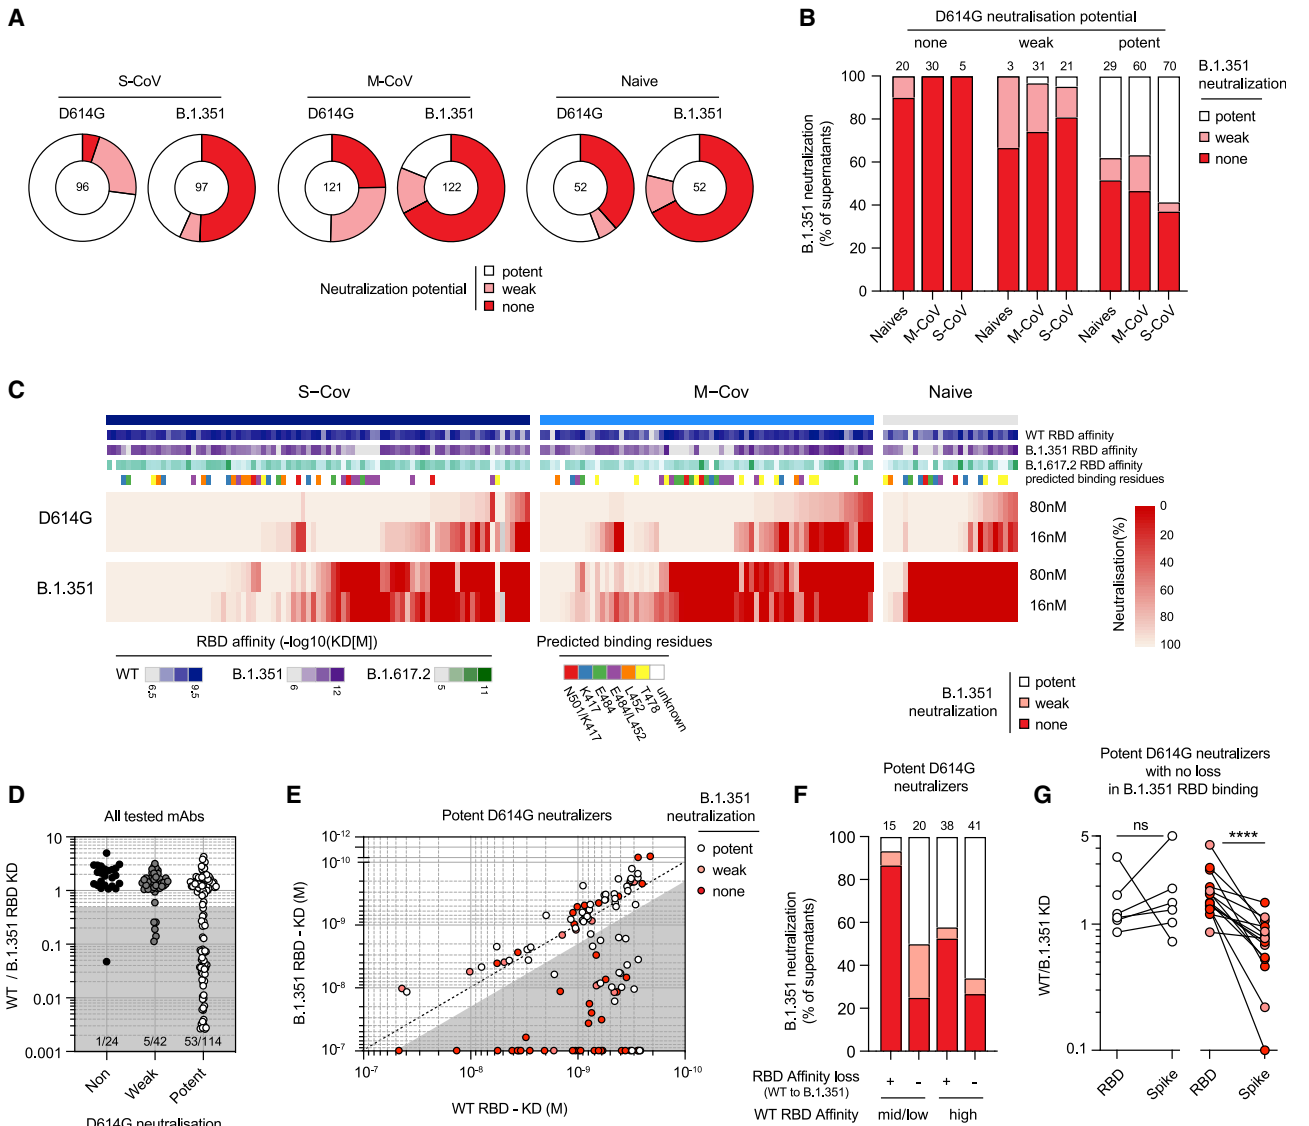 A
S-CoV
M-CoV
Naive
D614G
B.1.351
D614G
B.1.351
D614G
B.1.351
96
97
121
122
52
52
Neutralization potential
potent
weak
none
B
D614G neutralisation potential
none
weak
potent
20 30 5 3 31 21 29 60 70
B.1.351
neutralization
potent
weak
none
B.1.351 neutralization
(% of supernatants)
100
80
60
40
20
0
Naives
M-CoV
S-CoV
Naives
M-CoV
S-CoV
Naives
M-CoV
S-CoV
C
S-Cov
M-Cov
Naive
WT RBD affinity
B.1.351 RBD affinity
B.1.617.2 RBD affinity
predicted binding residues
D614G
80nM
16nM
B.1.351
80nM
16nM
Neutralisation(%)
0
20
40
60
80
100
RBD affinity (-log10(KD[M])
WT
6.5
9.5
B.1.351
6
12
B.1.617.2
5
11
Predicted binding residues
N501/K417
K417
E484
E484/L452
L452
T478
unknown
B.1.351
neutralization
potent
weak
none
D
All tested mAbs
WT / B.1.351 RBD KD
10
1
0.1
0.01
0.001
1/24
5/42
53/114
Non
Weak
Potent
D614G neutralisation
E
Potent D614G neutralizers
B.1.351
neutralization
potent
weak
none
B.1.351 RBD - KD (M)
10-12
10-10
10-9
10-8
10-7
10-7
10-8
10-9
10-10
WT RBD - KD (M)
F
Potent D614G
neutralizers
15 20 38 41
B.1.351 neutralization
(% of supernatants)
100
80
60
40
20
0
RBD Affinity loss
(WT to B.1.351)
+ - + -
WT RBD Affinity
mid/low
high
G
Potent D614G neutralizers
with no loss
in B.1.351 RBD binding
ns
****
WT/B.1.351 KD
5
1
0.1
RBD
Spike
RBD
Spike